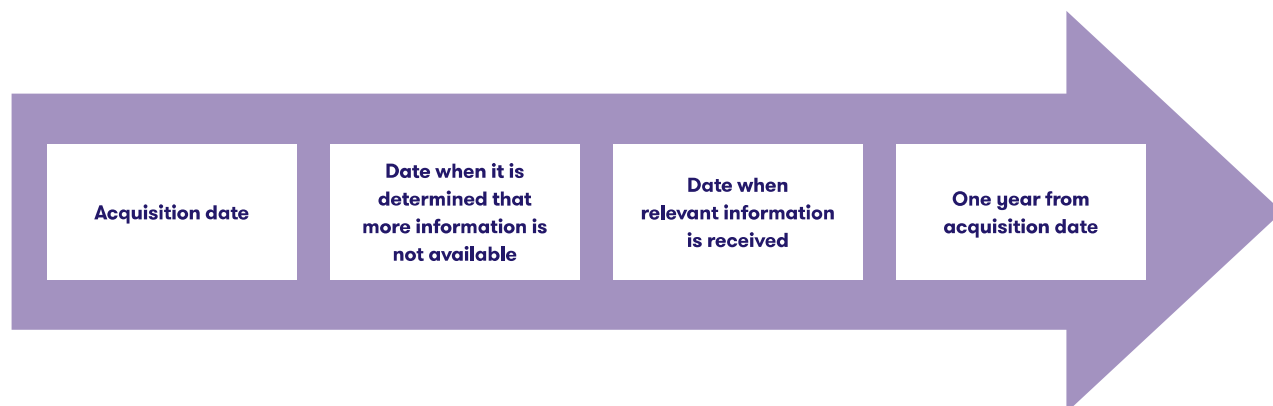 Acquisition date
Date when it is
determined that
more information is
not available
Date when
relevant information
is received
One year from
acquisition date